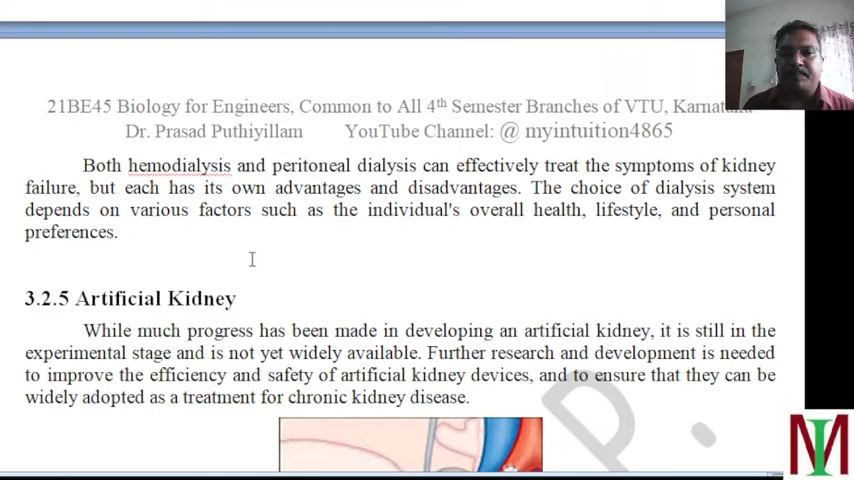 21BE45 Biology for Engineers, Common to All 4th Semester Branches of VTU, Karnataka
Dr. Prasad Puthiyillam YouTube Channel: @ myintuition4865
Both hemodialysis and peritoneal dialysis can effectively treat the symptoms of kidney
failure, but each has its own advantages and disadvantages. The choice of dialysis system
depends on various factors such as the individual's overall health, lifestyle, and personal
preferences.
3.2.5 Artificial Kidney
While much progress has been made in developing an artificial kidney, it is still in the
experimental stage and is not yet widely available. Further research and development is needed
to improve the efficiency and safety of artificial kidney devices, and to ensure that they can be
widely adopted as a treatment for chronic kidney disease.
P.
MI